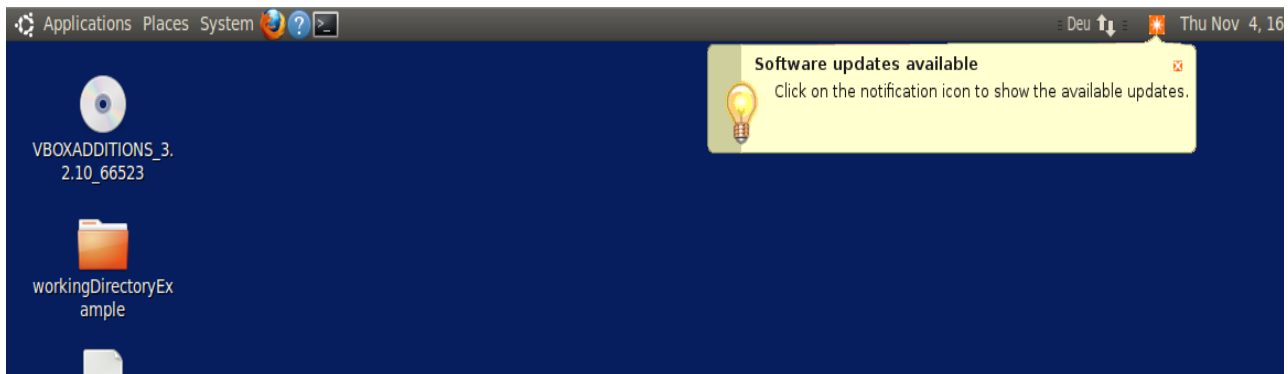 Applications Places System
Deu
Thu Nov 4, 16
Software updates available
Click on the notification icon to show the available updates.
VBOXADDITIONS_3.
2.10_66523
workingDirectoryEx
ample